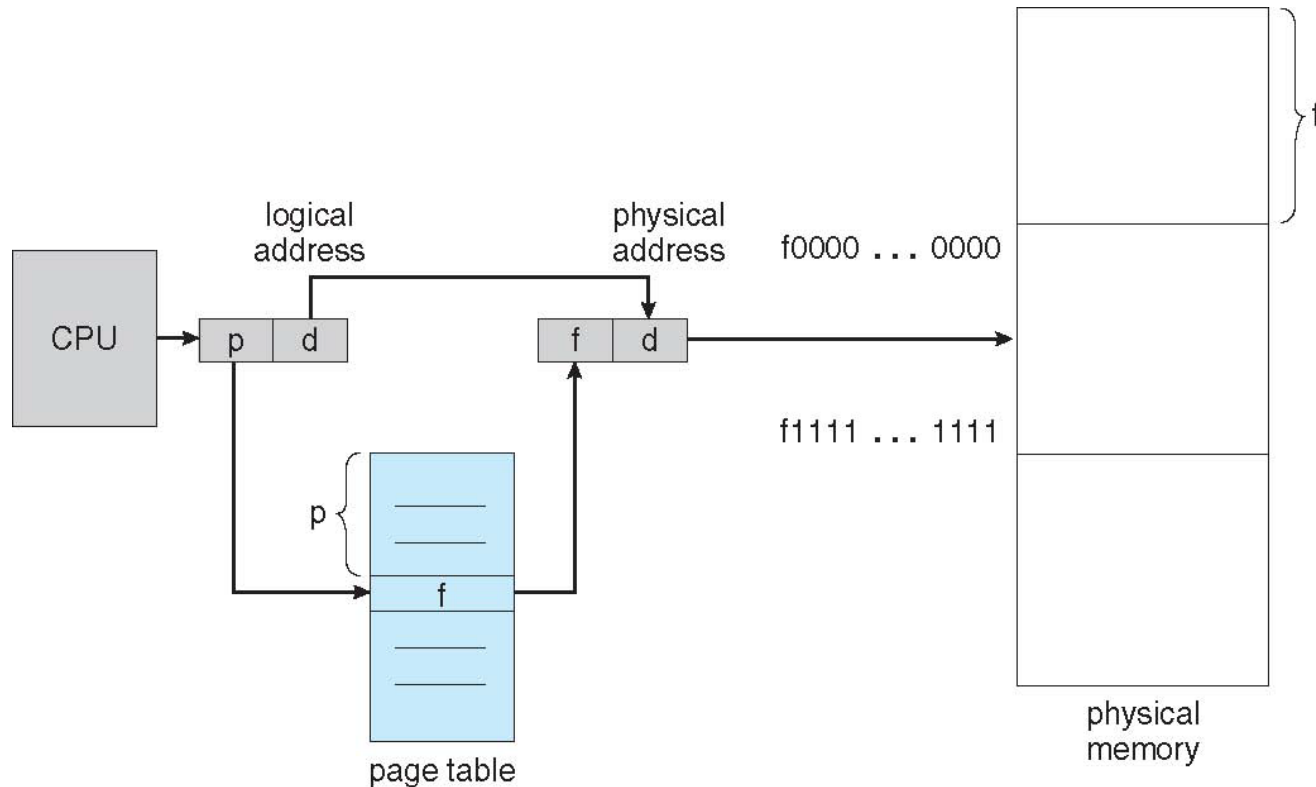 f
logical
address
physical
address
f0000 ... 0000
CPU
p
d
f
d
f1111 ... 1111
p
f
page table
physical
memory